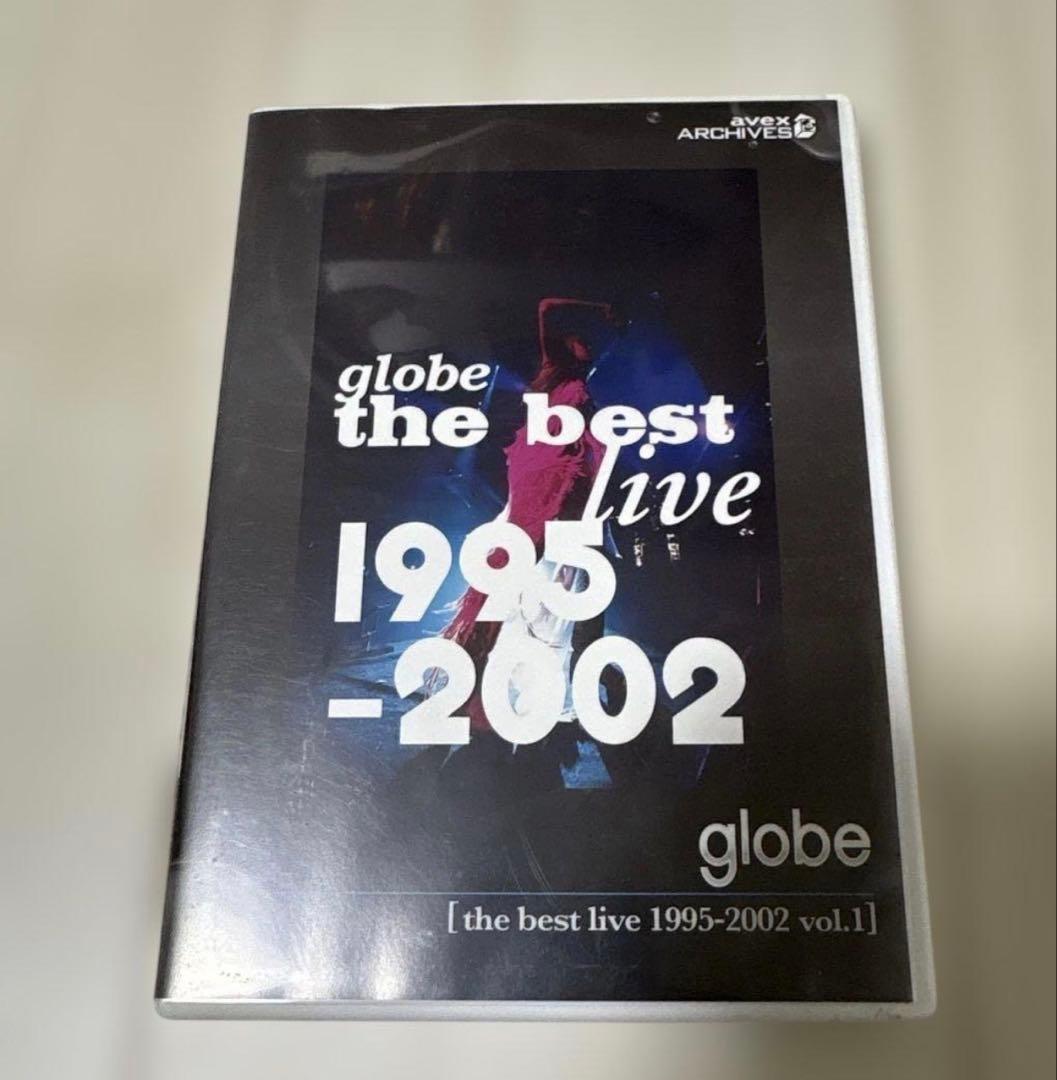 avex
ARCHIVES
globe
the best
live
1995
-2002
globe
[the best live 1995-2002 vol.1]